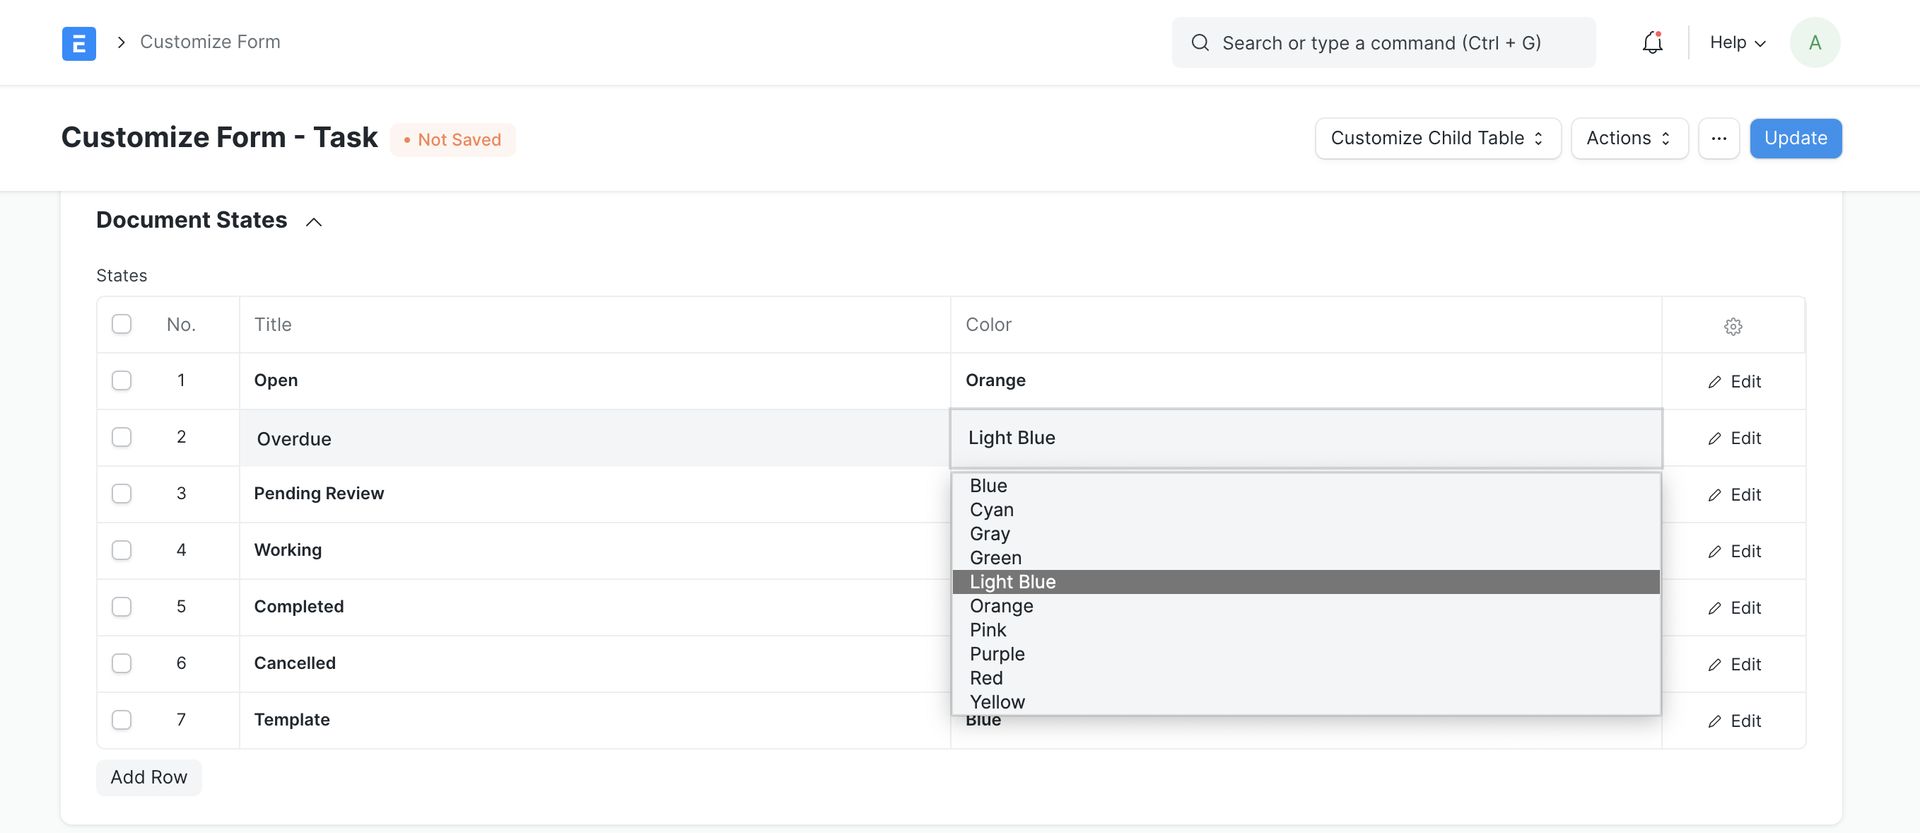 E
Customize Form
Search or type a command (Ctrl + G)
Help
A
Customize Form - Task
• Not Saved
Customize Child Table
Actions
···
Update
Document States
States
No. Title Color
1 Open Orange Edit
2 Overdue Light Blue Edit
3 Pending Review Edit
4 Working Edit
5 Completed Edit
6 Cancelled Edit
7 Template Blue Edit
Blue
Cyan
Gray
Green
Light Blue
Orange
Pink
Purple
Red
Yellow
Add Row